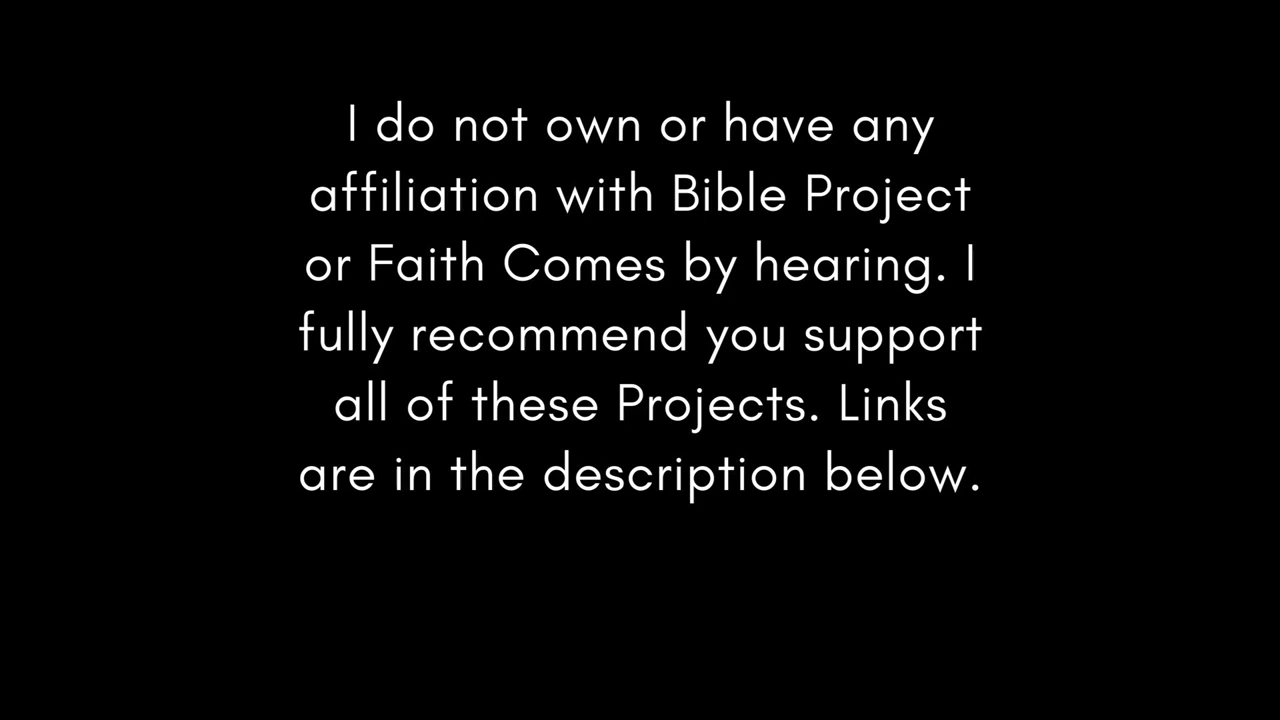 I do not own or have any
affiliation with Bible Project
or Faith Comes by hearing. I
fully recommend you support
all of these Projects. Links
are in the description below.